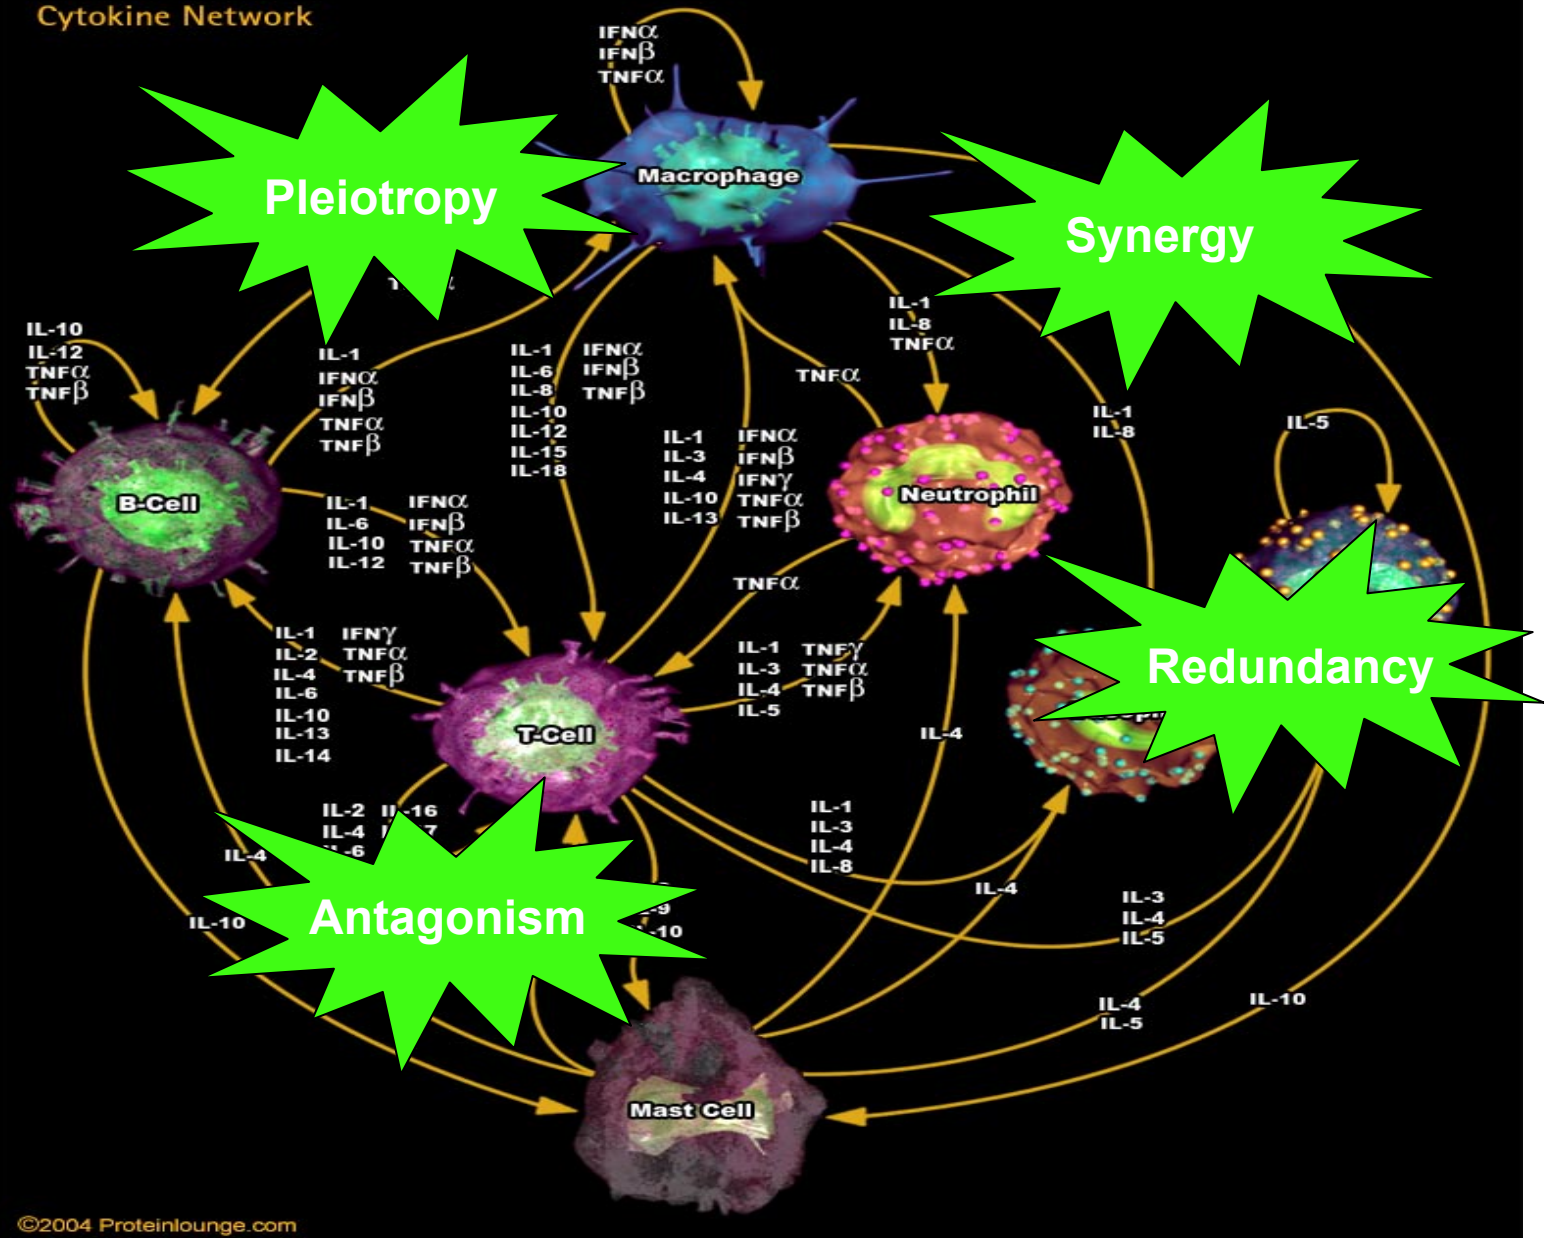 Cytokine Network
IFNα
IFNβ
TNFα
Macrophage
Pleiotropy
Synergy
IL-10
IL-12
TNFα
TNFβ
IL-1
IFNα
IFNβ
TNFα
TNFβ
IL-1 IFNα
IL-6 IFNβ
IL-8 TNFβ
IL-10
IL-12
IL-15
IL-18
IL-1
IL-8
TNFα
TNFα
IL-1
IL-8
IL-5
IL-1 IFNα
IL-3 IFNβ
IL-4 IFNγ
IL-10 TNFα
IL-13 TNFβ
B-Cell
Neutrophil
IL-1 IFNα
IL-6 IFNβ
IL-10 TNFα
IL-12 TNFβ
TNFα
IL-1 IFNγ
IL-2 TNFα
IL-4 TNFβ
IL-6
IL-10
IL-13
IL-14
IL-1 TNFγ
IL-3 TNFα
IL-4 TNFβ
IL-5
Redundancy
T-Cell
IL-4
IL-2 IL-16
IL-4
IL-6
IL-4
IL-1
IL-3
IL-4
IL-8
IL-4
IL-3
IL-4
IL-5
Antagonism
IL-10
IL-4
IL-5
IL-10
Mast Cell
©2004 Proteinlounge.com